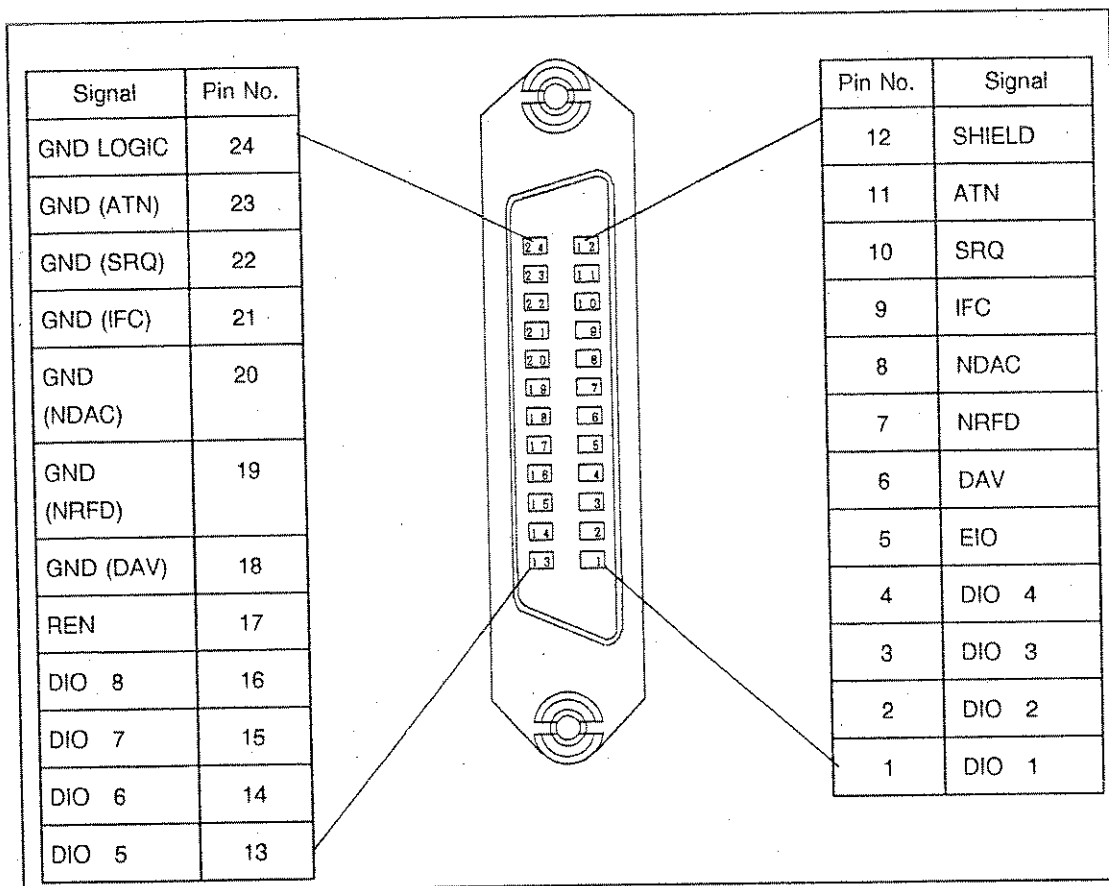 Signal Pin No.
GND LOGIC 24
GND (ATN) 23
GND (SRQ) 22
GND (IFC) 21
GND 20
(NDAC)
GND 19
(NRFD)
GND (DAV) 18
REN 17
DIO 8 16
DIO 7 15
DIO 6 14
DIO 5 13
24 12
23 11
22 10
21 9
20 8
19 7
18 6
17 5
16 4
15 3
14 2
13 1
Pin No. Signal
12 SHIELD
11 ATN
10 SRQ
9 IFC
8 NDAC
7 NRFD
6 DAV
5 EIO
4 DIO 4
3 DIO 3
2 DIO 2
1 DIO 1